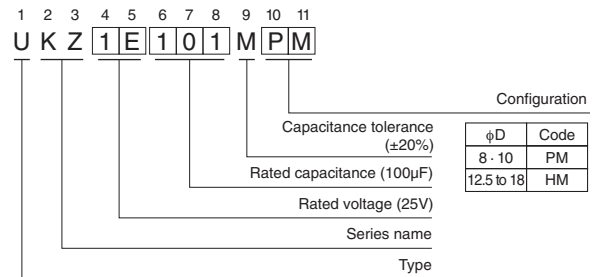 1 2 3 4 5 6 7 8 9 10 11
U K Z 1 E 1 0 1 M P M
Configuration
Capacitance tolerance
(±20%)
Rated capacitance (100µF)
Rated voltage (25V)
Series name
Type
ϕD Code
8 · 10 PM
12.5 to 18 HM